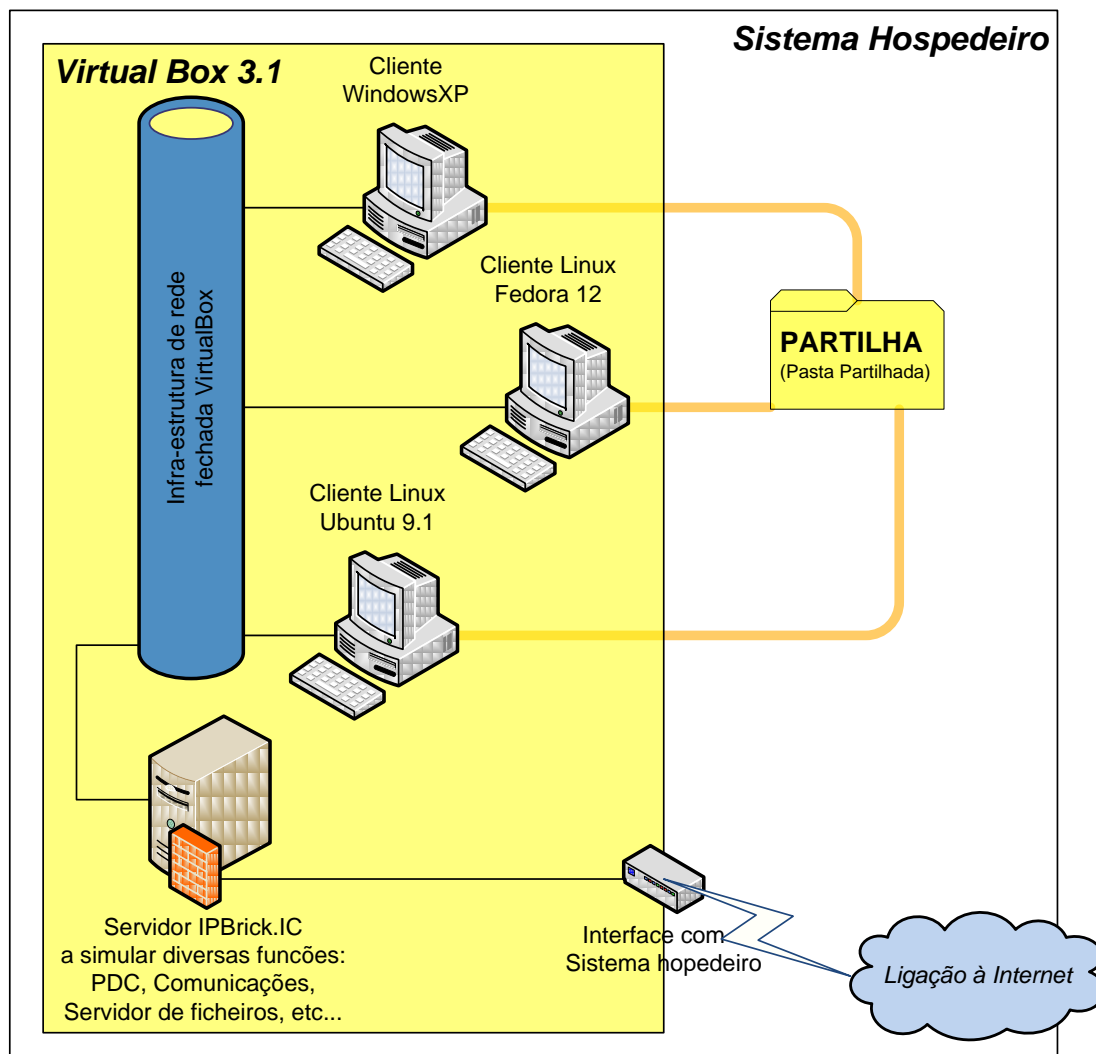 Sistema Hospedeiro
Virtual Box 3.1
Cliente
WindowsXP
Infra-estrutura de rede
fechada VirtualBox
Cliente Linux
Fedora 12
PARTILHA
(Pasta Partilhada)
Cliente Linux
Ubuntu 9.1
Servidor IPBrick.IC
a simular diversas funcões:
PDC, Comunicações,
Servidor de ficheiros, etc...
Interface com
Sistema hopedeiro
Ligação à Internet